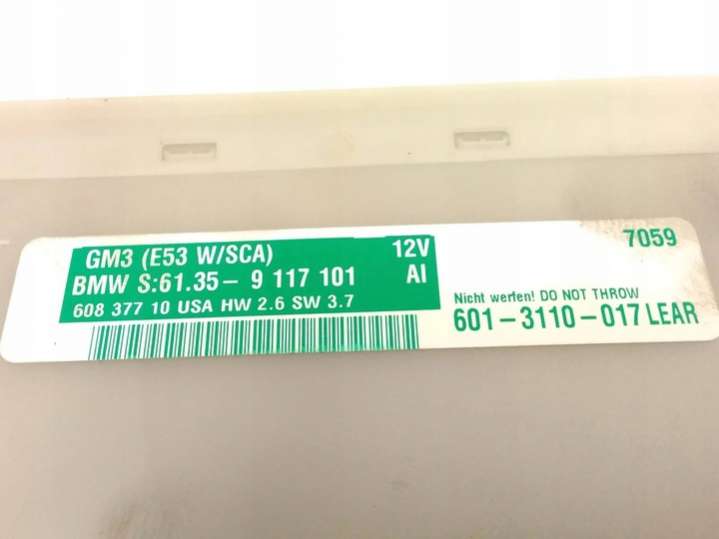 GM3 (E53 W/SCA) 12V
BMW S:61.35- 9 117 101 AI
608 377 10 USA HW 2.6 SW 3.7
7059
Nicht werfen! DO NOT THROW
601-3110-017 LEAR